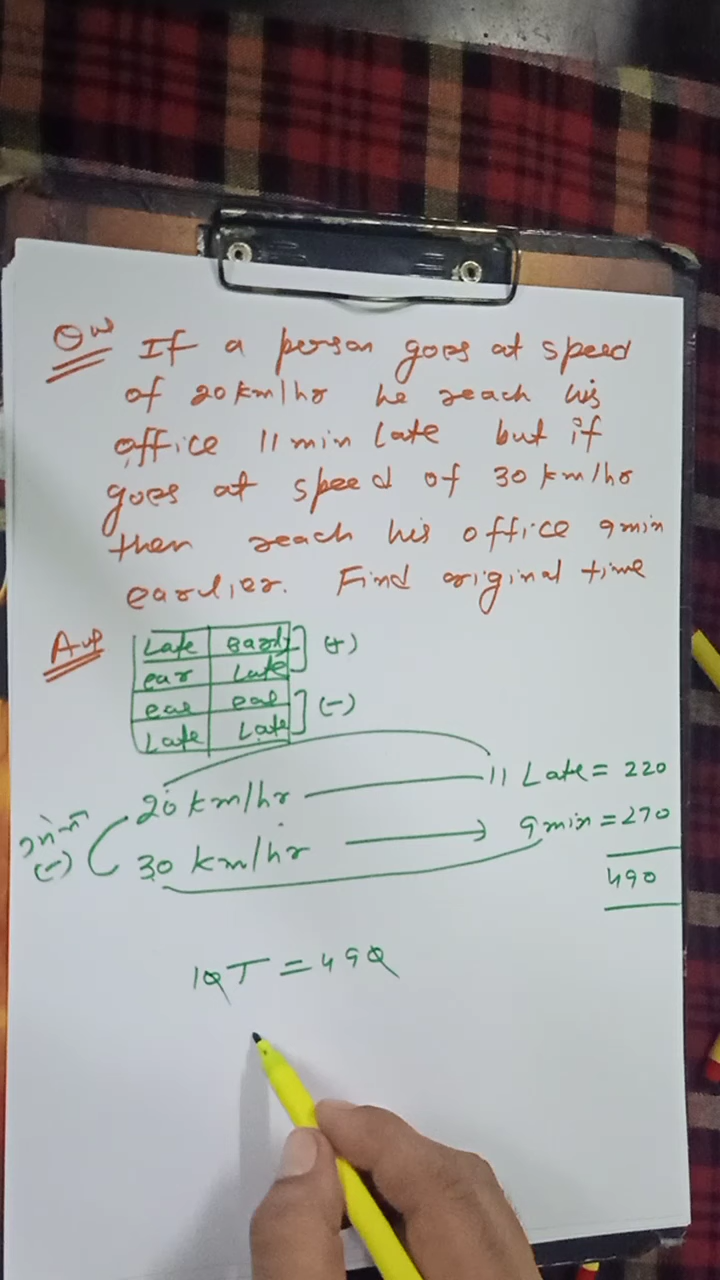 Qus If a person goes at speed
of 20 km/hr he reach his
office 11 min late but if
goes at speed of 30 km/hr
then reach his office 9 min
earlier. Find original time
Late Early (+)
ear Late
ear ear (-)
Late Late
20 km/hr 11 Late = 220
(-) 30 km/hr 9 min = 270
490
10T = 490